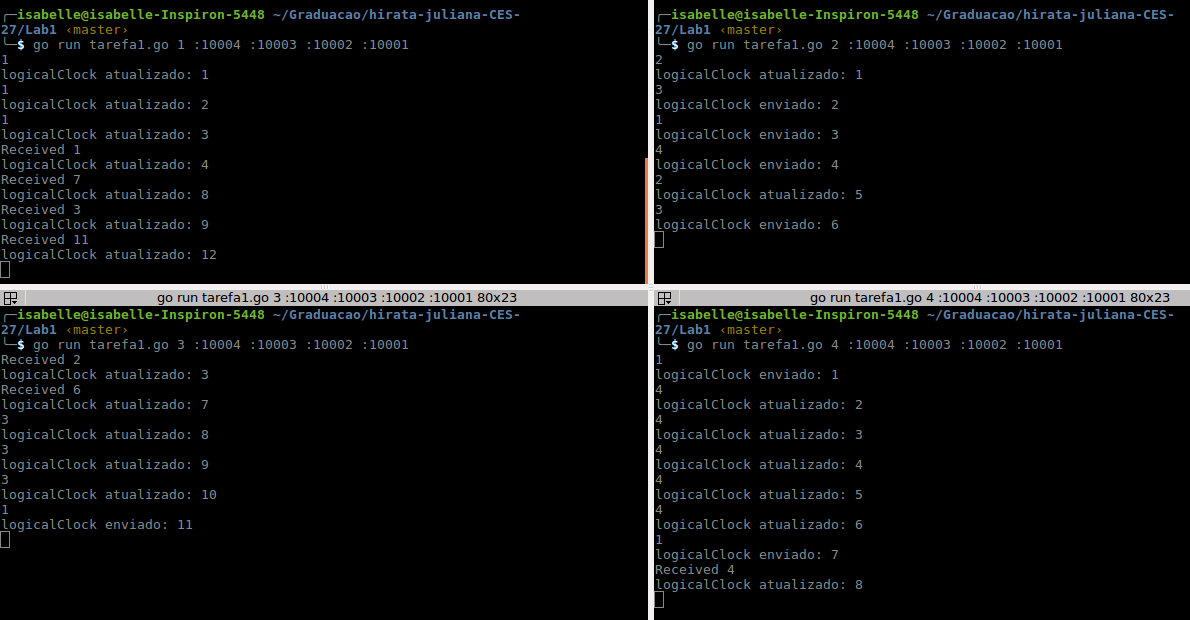 ┌─isabelle@isabelle-Inspiron-5448 ~/Graduacao/hirata-juliana-CES-
27/Lab1 ‹master›
└─$ go run tarefa1.go 1 :10004 :10003 :10002 :10001
1
logicalClock atualizado: 1
1
logicalClock atualizado: 2
1
logicalClock atualizado: 3
Received 1
logicalClock atualizado: 4
Received 7
logicalClock atualizado: 8
Received 3
logicalClock atualizado: 9
Received 11
logicalClock atualizado: 12
┌─isabelle@isabelle-Inspiron-5448 ~/Graduacao/hirata-juliana-CES-
27/Lab1 ‹master›
└─$ go run tarefa1.go 2 :10004 :10003 :10002 :10001
2
logicalClock atualizado: 1
3
logicalClock enviado: 2
1
logicalClock enviado: 3
4
logicalClock enviado: 4
2
logicalClock atualizado: 5
3
logicalClock enviado: 6
go run tarefa1.go 3 :10004 :10003 :10002 :10001 80x23
┌─isabelle@isabelle-Inspiron-5448 ~/Graduacao/hirata-juliana-CES-
27/Lab1 ‹master›
└─$ go run tarefa1.go 3 :10004 :10003 :10002 :10001
Received 2
logicalClock atualizado: 3
Received 6
logicalClock atualizado: 7
3
logicalClock atualizado: 8
3
logicalClock atualizado: 9
3
logicalClock atualizado: 10
1
logicalClock enviado: 11
go run tarefa1.go 4 :10004 :10003 :10002 :10001 80x23
┌─isabelle@isabelle-Inspiron-5448 ~/Graduacao/hirata-juliana-CES-
27/Lab1 ‹master›
└─$ go run tarefa1.go 4 :10004 :10003 :10002 :10001
1
logicalClock enviado: 1
4
logicalClock atualizado: 2
4
logicalClock atualizado: 3
4
logicalClock atualizado: 4
4
logicalClock atualizado: 5
4
logicalClock atualizado: 6
1
logicalClock enviado: 7
Received 4
logicalClock atualizado: 8